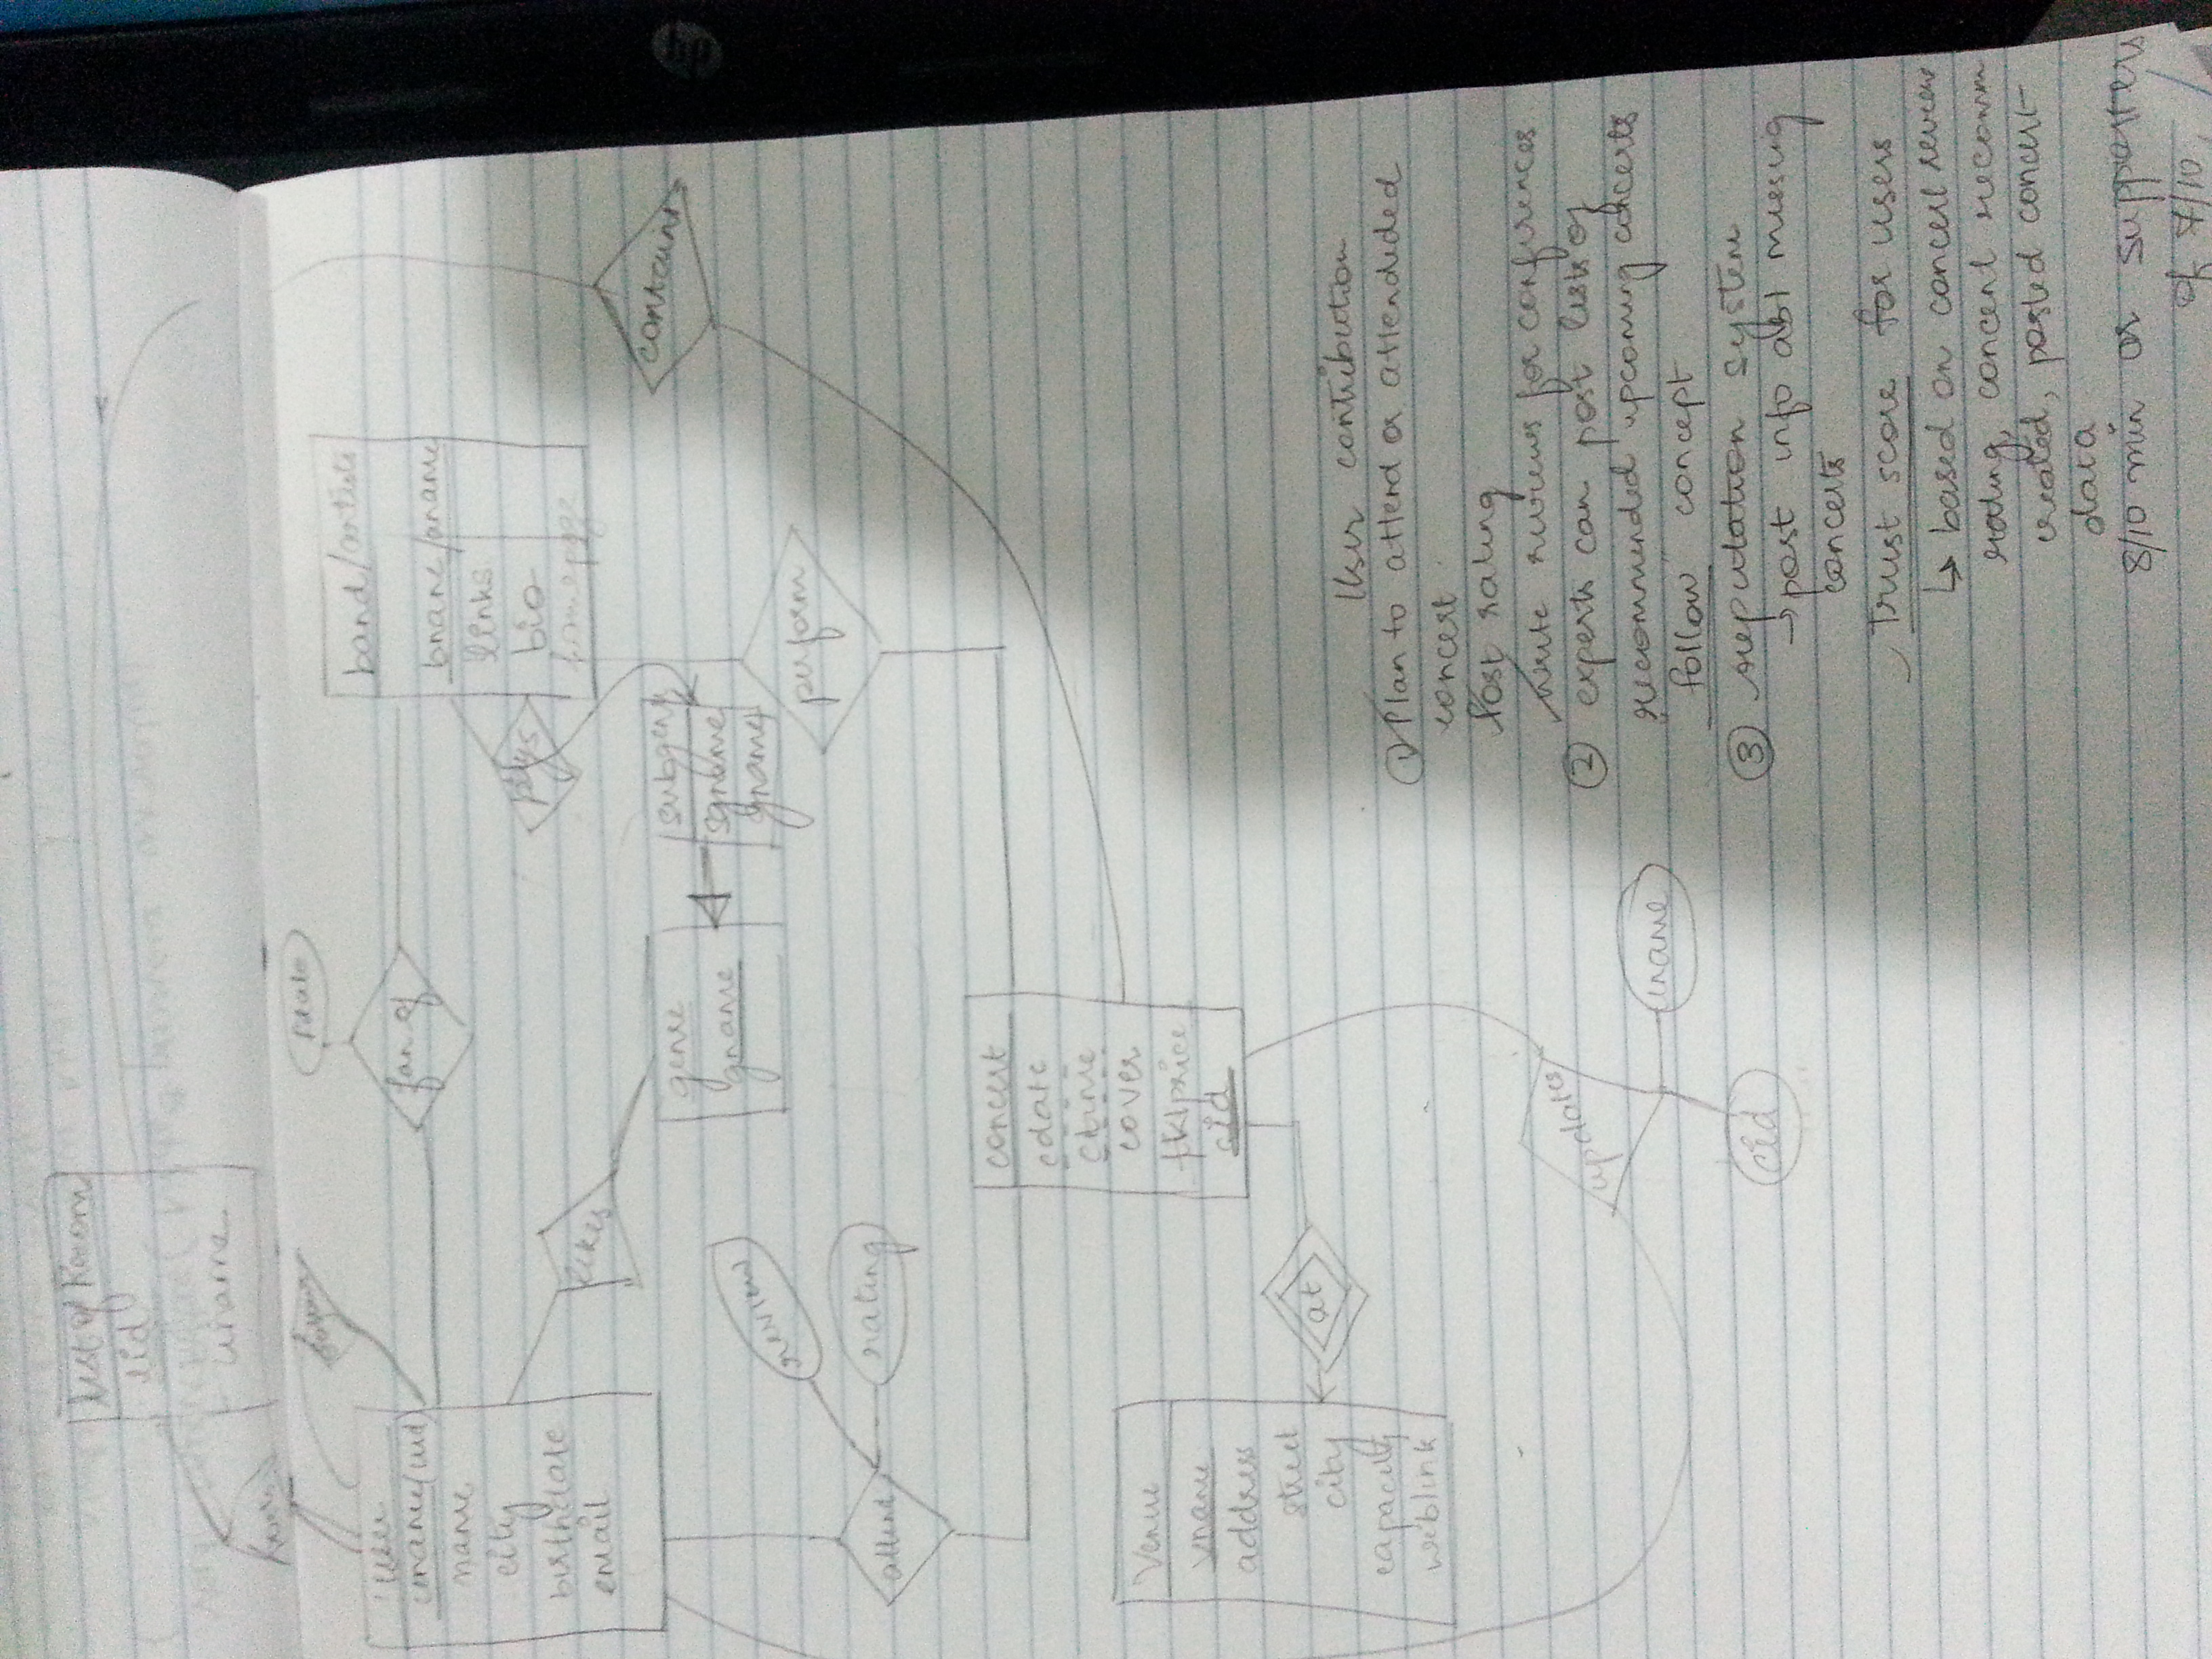 list of Recom
lid
uname
follows
fdate
user
uname(uid)
name
city
birthdate
email
fan of
band/artists
bname/aname
links
bio
homepage
plays
likes
genre
gname
subgenre
sgname
gname
contains
perform
review
rating
attend
concert
cdate
ctime
cover
tktprice
cid
Venue
vname
address
street
city
capacity
weblink
at
updates
uname
cid
User contribution
① Plan to attend or attendeded
concert
Post rating
write reviews for conferences
② experts can post lists of
recommended upcoming concerts
"follow" concept
③ reputation system
→ post info abt missing
concerts
Trust score for users
↳ based on concert review
rating, concert recomm
created, posted concert
data
8/10 min or supporters
of 7/10